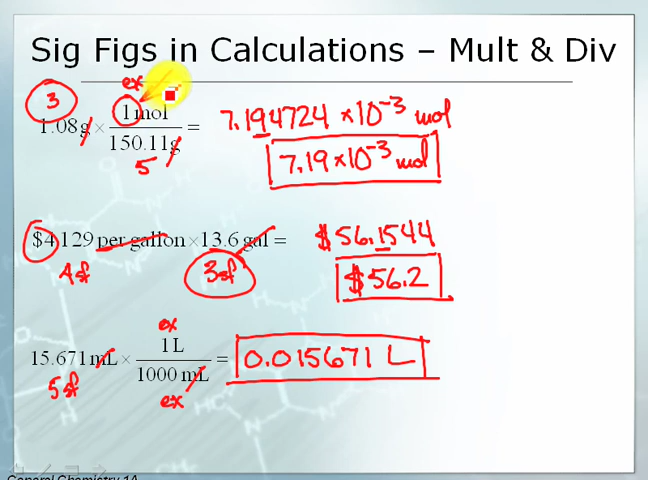 Sig Figs in Calculations – Mult & Div
ex
3
1.08g × 1 mol / 150.11g = 7.194724 ×10⁻³ mol
5
7.19×10⁻³ mol
$4.129 per gallon ×13.6 gal = $56.1544
4sf 3sf $56.2
ex
15.671 mL × 1 L / 1000 mL = 0.015671 L
5sf
ex
General Chemistry 1A